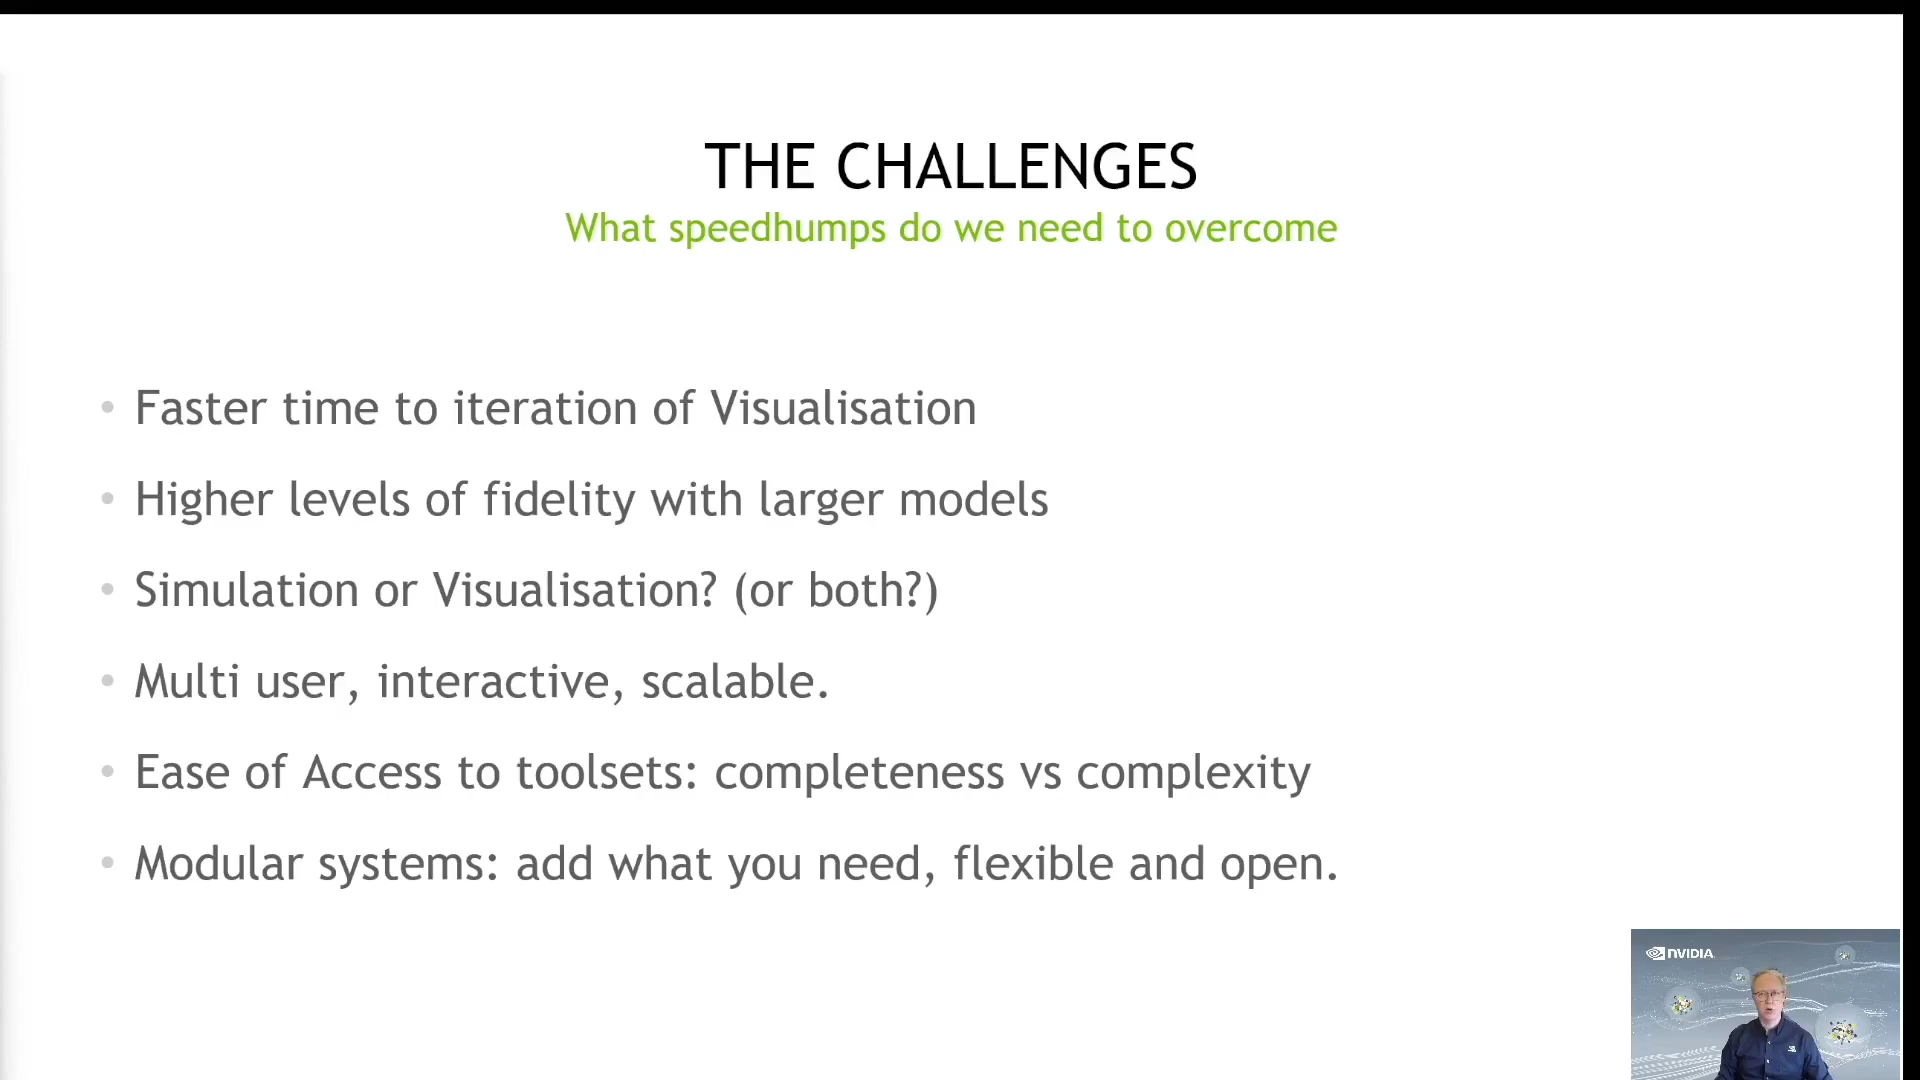 THE CHALLENGES
What speedhumps do we need to overcome
• Faster time to iteration of Visualisation
• Higher levels of fidelity with larger models
• Simulation or Visualisation? (or both?)
• Multi user, interactive, scalable.
• Ease of Access to toolsets: completeness vs complexity
• Modular systems: add what you need, flexible and open.
NVIDIA